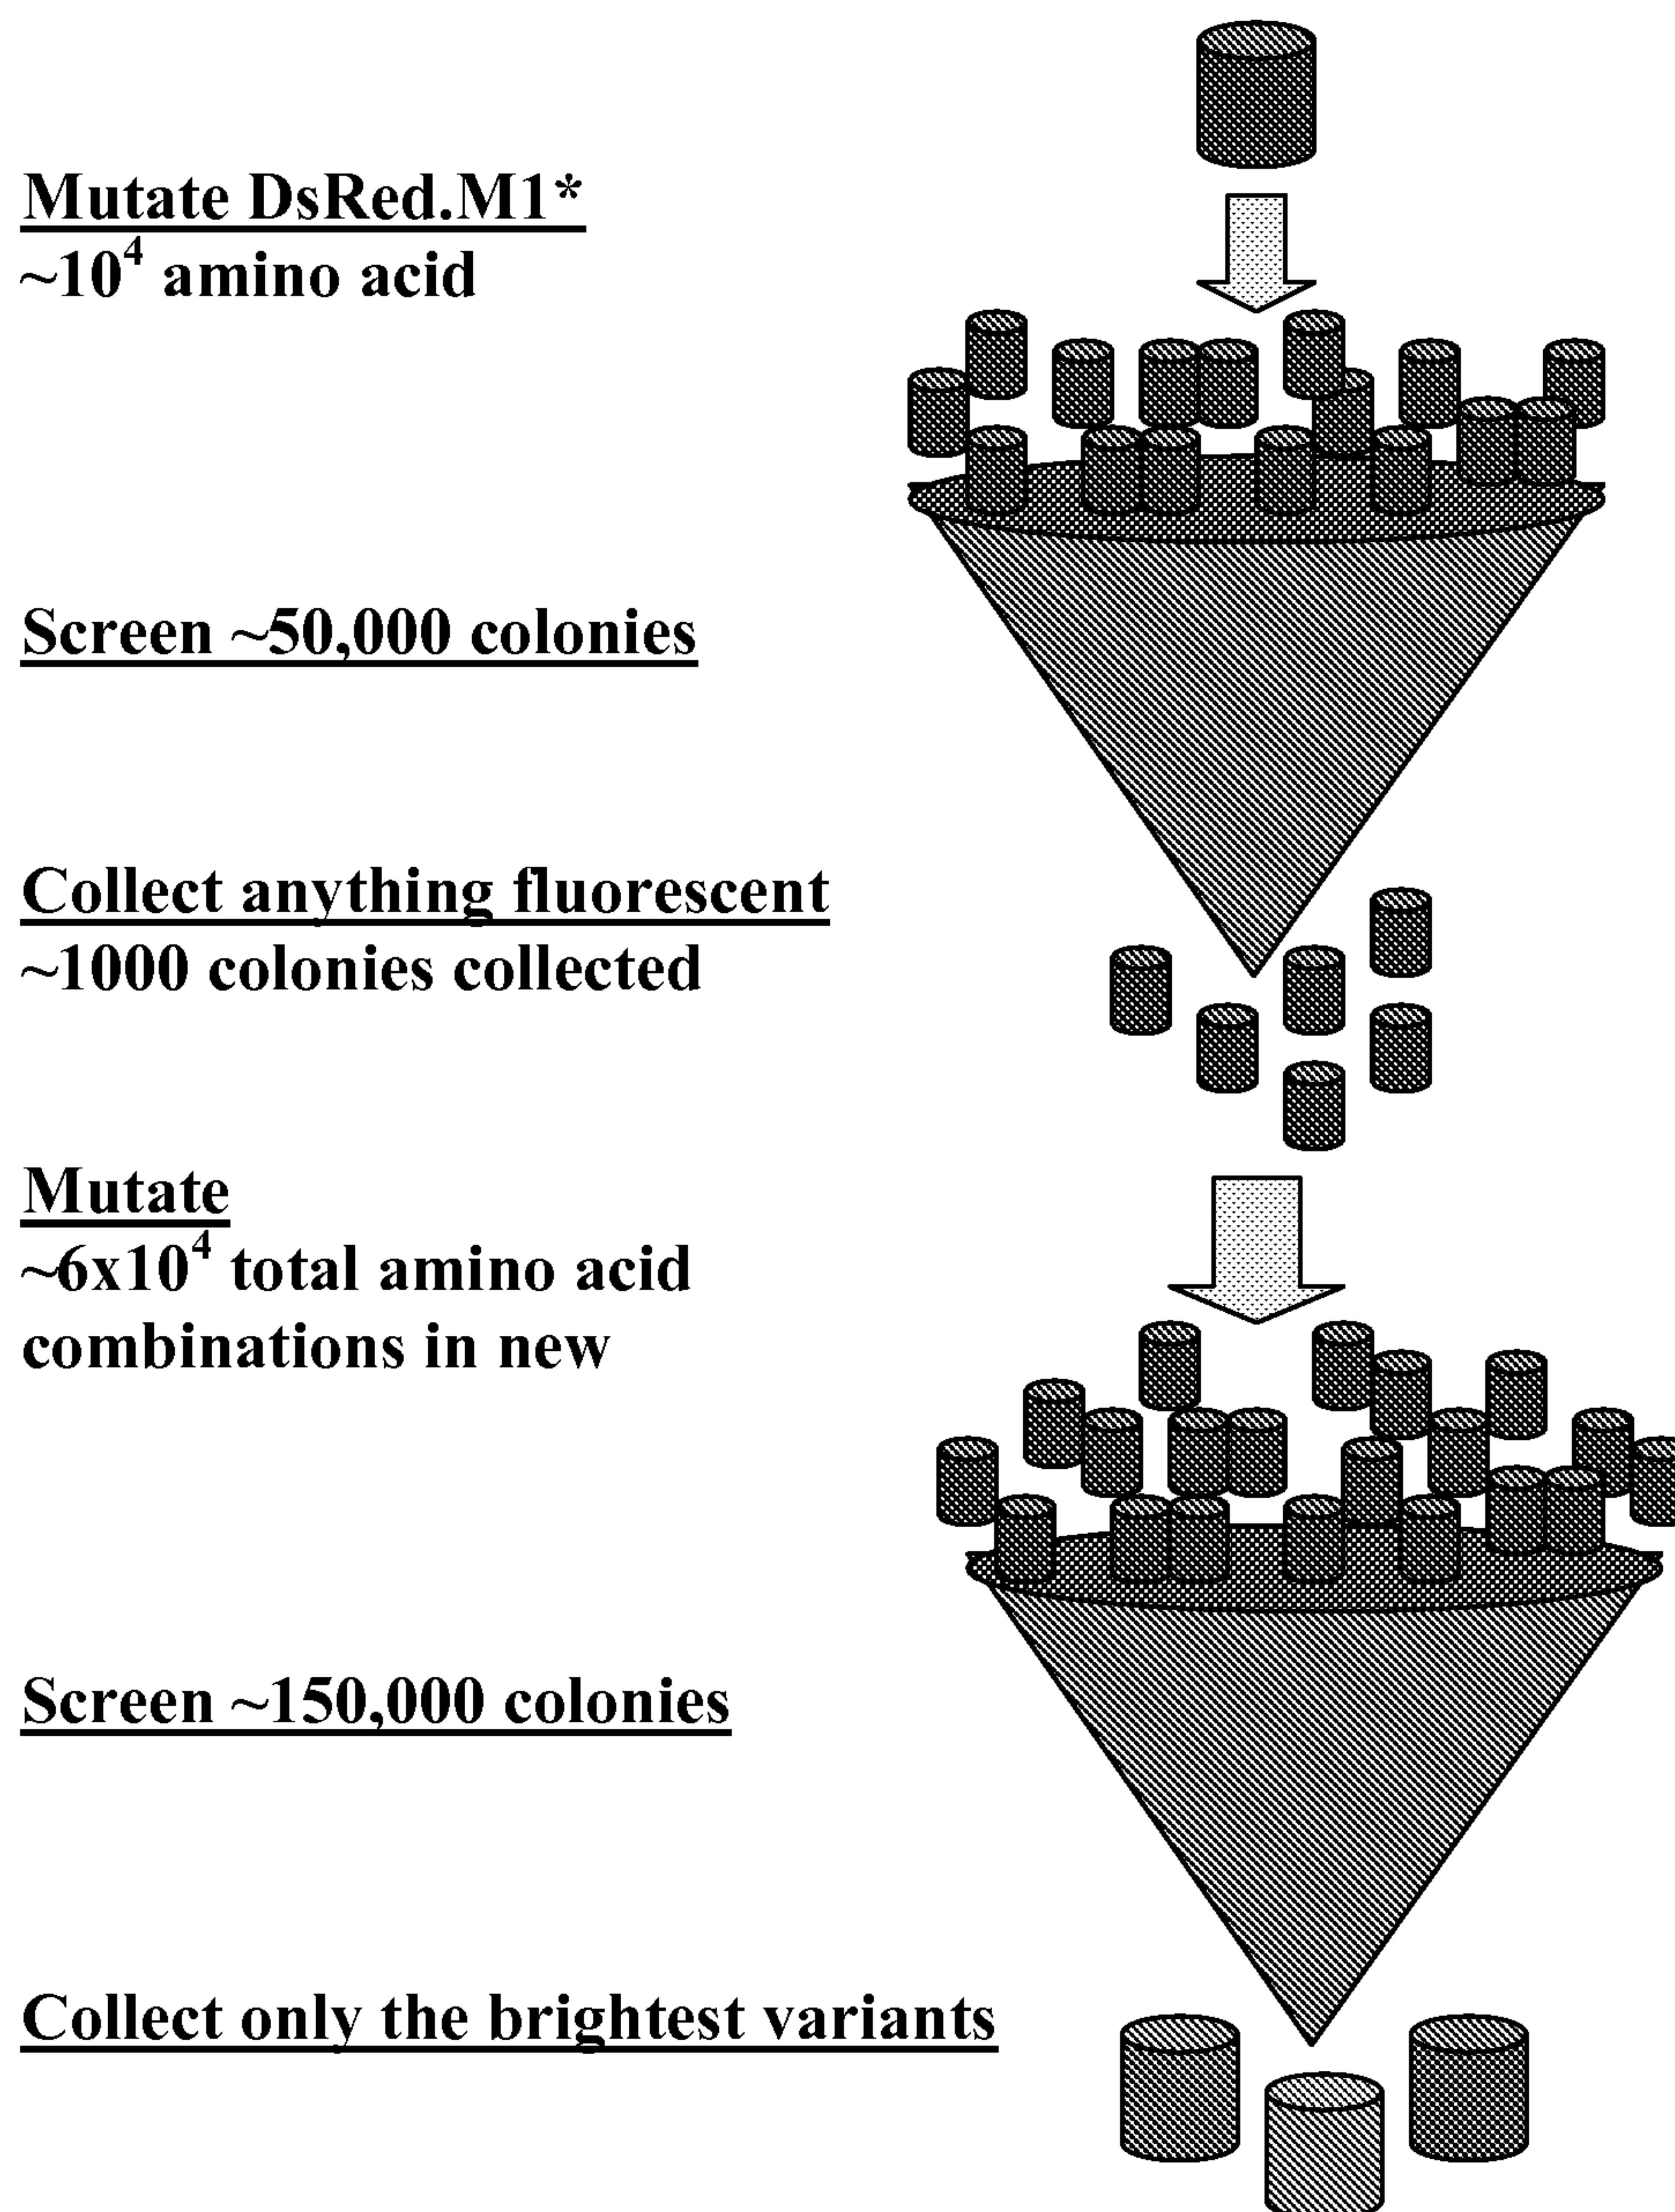 Mutate DsRed.M1*
~10⁴ amino acid
Screen ~50,000 colonies
Collect anything fluorescent
~1000 colonies collected
Mutate
~6x10⁴ total amino acid
combinations in new
Screen ~150,000 colonies
Collect only the brightest variants